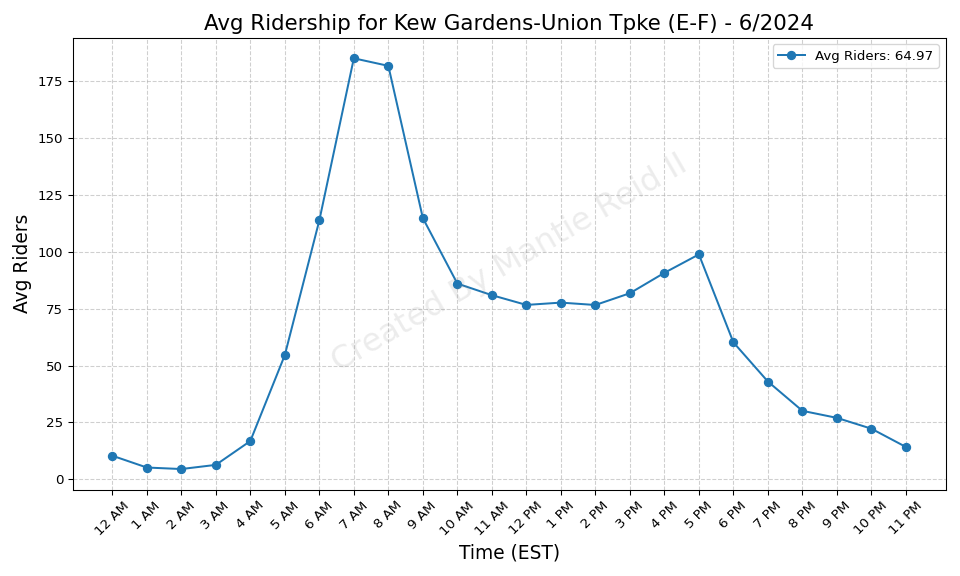 Avg Ridership for Kew Gardens-Union Tpke (E-F) - 6/2024
Avg Riders: 64.97
Avg Riders
175
150
125
100
75
50
25
0
Created By Mantie Reid II
12 AM
1 AM
2 AM
3 AM
4 AM
5 AM
6 AM
7 AM
8 AM
9 AM
10 AM
11 AM
12 PM
1 PM
2 PM
3 PM
4 PM
5 PM
6 PM
7 PM
8 PM
9 PM
10 PM
11 PM
Time (EST)